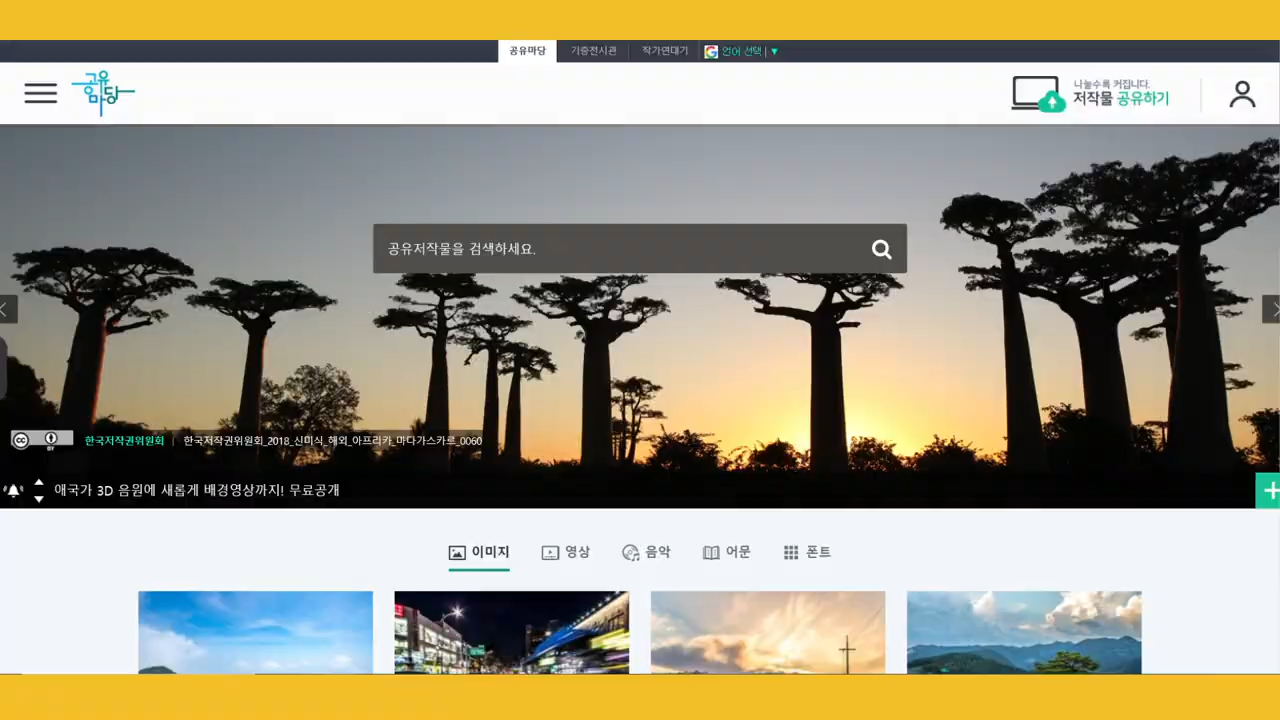 공유마당 기증전시관 작가연대기 언어 선택 | ▼
공유마당
나눌수록 커집니다.
저작물 공유하기
공유저작물을 검색하세요.
BY
한국저작권위원회 | 한국저작권위원회_2018_신미식_해외_아프리카_마다가스카르_0060
애국가 3D 음원에 새롭게 배경영상까지! 무료공개
이미지 영상 음악 어문 폰트